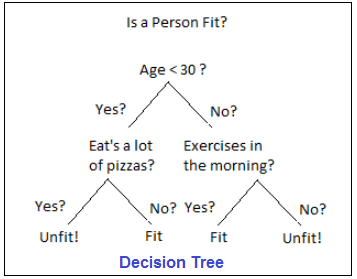 Is a Person Fit?
Age < 30 ?
Yes?
No?
Eat's a lot
of pizzas?
Exercises in
the morning?
Yes?
No?
Yes?
No?
Unfit!
Fit
Fit
Unfit!
Decision Tree